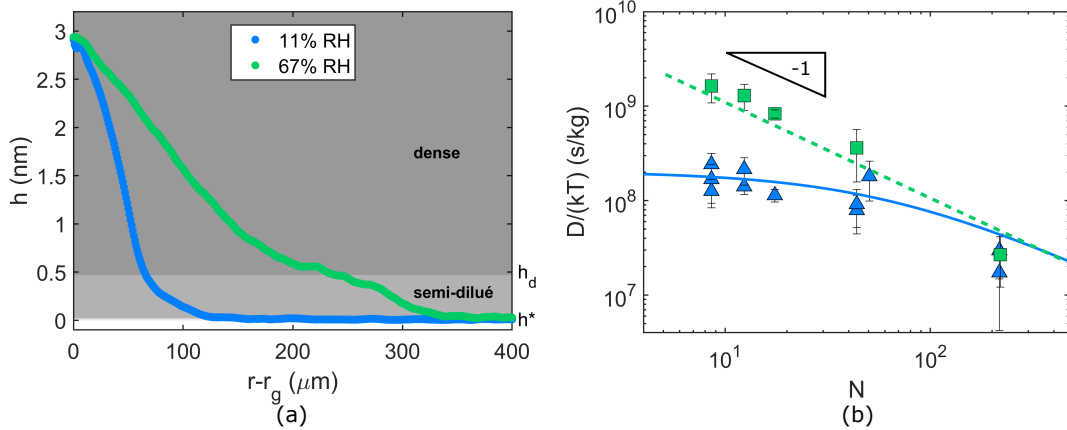 3
2.5
2
1.5
1
0.5
0
h (nm)
11% RH
67% RH
dense
semi-dilué
h_d
h*
0
100
200
300
400
r-r_g (μm)
(a)
10^10
10^9
10^8
10^7
D/(kT) (s/kg)
-1
10^1
10^2
N
(b)